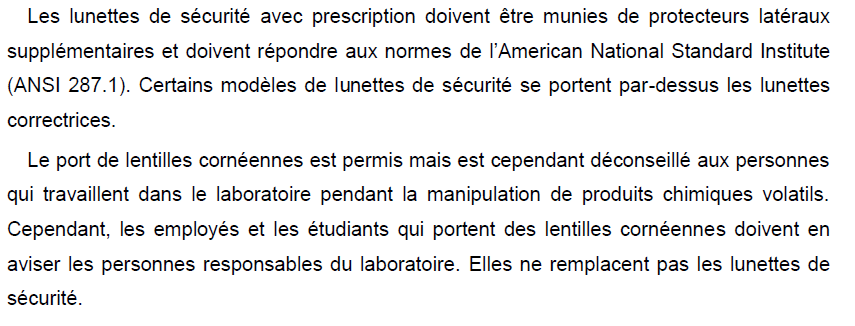 Les lunettes de sécurité avec prescription doivent être munies de protecteurs latéraux
supplémentaires et doivent répondre aux normes de l'American National Standard Institute
(ANSI 287.1). Certains modèles de lunettes de sécurité se portent par-dessus les lunettes
correctrices.
Le port de lentilles cornéennes est permis mais est cependant déconseillé aux personnes
qui travaillent dans le laboratoire pendant la manipulation de produits chimiques volatils.
Cependant, les employés et les étudiants qui portent des lentilles cornéennes doivent en
aviser les personnes responsables du laboratoire. Elles ne remplacent pas les lunettes de
sécurité.